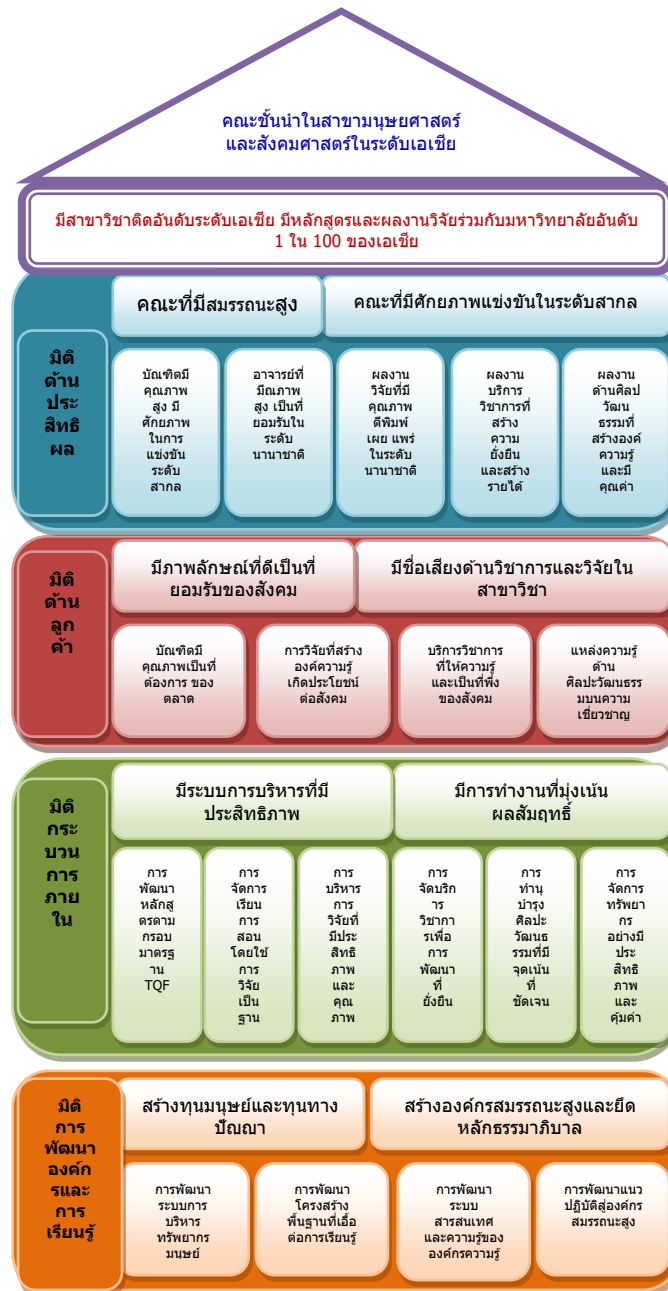 คณะชั้นนำในสาขามนุษยศาสตร์
และสังคมศาสตร์ในระดับเอเชีย
มีสาขาวิชาติดอันดับระดับเอเชีย มีหลักสูตรและผลงานวิจัยร่วมกับมหาวิทยาลัยอันดับ
1 ใน 100 ของเอเชีย
มิติ
ด้าน
ประ
สิทธิ
ผล
คณะที่มีสมรรถนะสูง
คณะที่มีศักยภาพแข่งขันในระดับสากล
บัณฑิตมี
คุณภาพ
สูง มี
ศักยภาพ
ในการ
แข่งขัน
ระดับ
สากล
อาจารย์ที่
มีณภาพ
สูง เป็นที่
ยอมรับใน
ระดับ
นานาชาติ
ผลงาน
วิจัยที่มี
คุณภาพ
ตีพิมพ์
เผย แพร่
ในระดับ
นานาชาติ
ผลงาน
บริการ
วิชาการที่
สร้าง
ความ
ยั่งยืน
และสร้าง
รายได้
ผลงาน
ด้านศิลป
วัฒน
ธรรมที่
สร้างองค์
ความรู้
และมี
คุณค่า
มิติ
ด้าน
ลูก
ค้า
มีภาพลักษณ์ที่ดีเป็นที่
ยอมรับของสังคม
มีชื่อเสียงด้านวิชาการและวิจัยใน
สาขาวิชา
บัณฑิตมี
คุณภาพเป็นที่
ต้องการ ของ
ตลาด
การวิจัยที่สร้าง
องค์ความรู้
เกิดประโยชน์
ต่อสังคม
บริการวิชาการ
ที่ให้ความรู้
และเป็นที่พึ่ง
ของสังคม
แหล่งความรู้
ด้าน
ศิลปะวัฒนธรร
มบนความ
เชี่ยวชาญ
มิติ
กระ
บวน
การ
ภาย
ใน
มีระบบการบริหารที่มี
ประสิทธิภาพ
มีการทำงานที่มุ่งเน้น
ผลสัมฤทธิ์
การ
พัฒนา
หลักสู
ตรตาม
กรอบ
มาตรฐ
าน
TQF
การ
จัดการ
เรียน
การ
สอน
โดยใช้
การ
วิจัย
เป็น
ฐาน
การ
บริหาร
การ
วิจัยที่
มีประ
สิทธิ
ภาพ
และ
คุณ
ภาพ
การ
จัดบริก
าร
วิชากา
รเพื่อ
การ
พัฒนา
ที่
ยั่งยืน
การ
ทำนุ
บำรุง
ศิลปะ
วัฒนธ
รรมที่มี
จุดเน้น
ที่
ชัดเจน
การ
จัดการ
ทรัพยา
กร
อย่างมี
ประ
สิทธิ
ภาพ
และ
คุ้มค่า
มิติ
การ
พัฒนา
องค์ก
รและ
การ
เรียนรู้
สร้างทุนมนุษย์และทุนทาง
ปัญญา
สร้างองค์กรสมรรถนะสูงและยึด
หลักธรรมาภิบาล
การพัฒนา
ระบบการ
บริหาร
ทรัพยากร
มนุษย์
การพัฒนา
โครงสร้าง
พื้นฐานที่เอื้อ
ต่อการเรียนรู้
การพัฒนา
ระบบ
สารสนเทศ
และความรู้ของ
องค์กรความรู้
การพัฒนาแนว
ปฏิบัติสู่องค์กร
สมรรถนะสูง